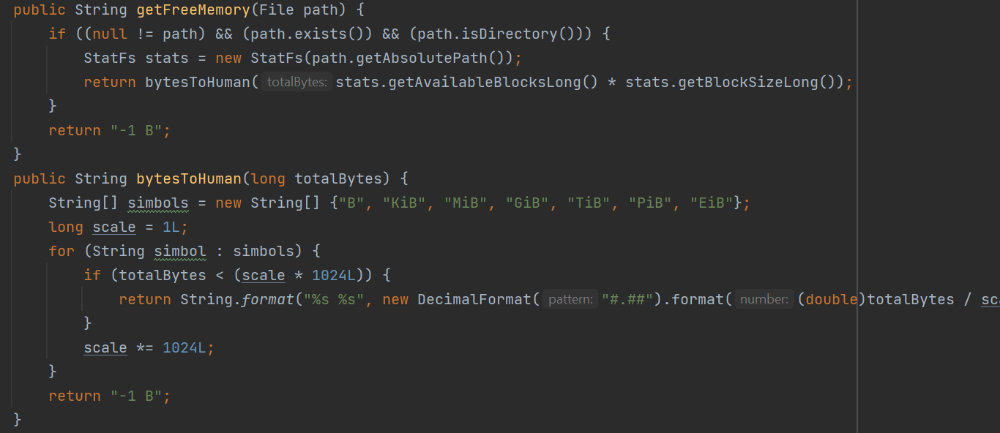 public String getFreeMemory(File path) {
if ((null != path) && (path.exists()) && (path.isDirectory())) {
StatFs stats = new StatFs(path.getAbsolutePath());
return bytesToHuman( totalBytes: stats.getAvailableBlocksLong() * stats.getBlockSizeLong());
}
return "-1 B";
}
public String bytesToHuman(long totalBytes) {
String[] simbols = new String[] {"B", "KiB", "MiB", "GiB", "TiB", "PiB", "EiB"};
long scale = 1L;
for (String simbol : simbols) {
if (totalBytes < (scale * 1024L)) {
return String.format("%s %s", new DecimalFormat( pattern: "#.##").format( number: (double)totalBytes /
}
scale *= 1024L;
}
return "-1 B";
}